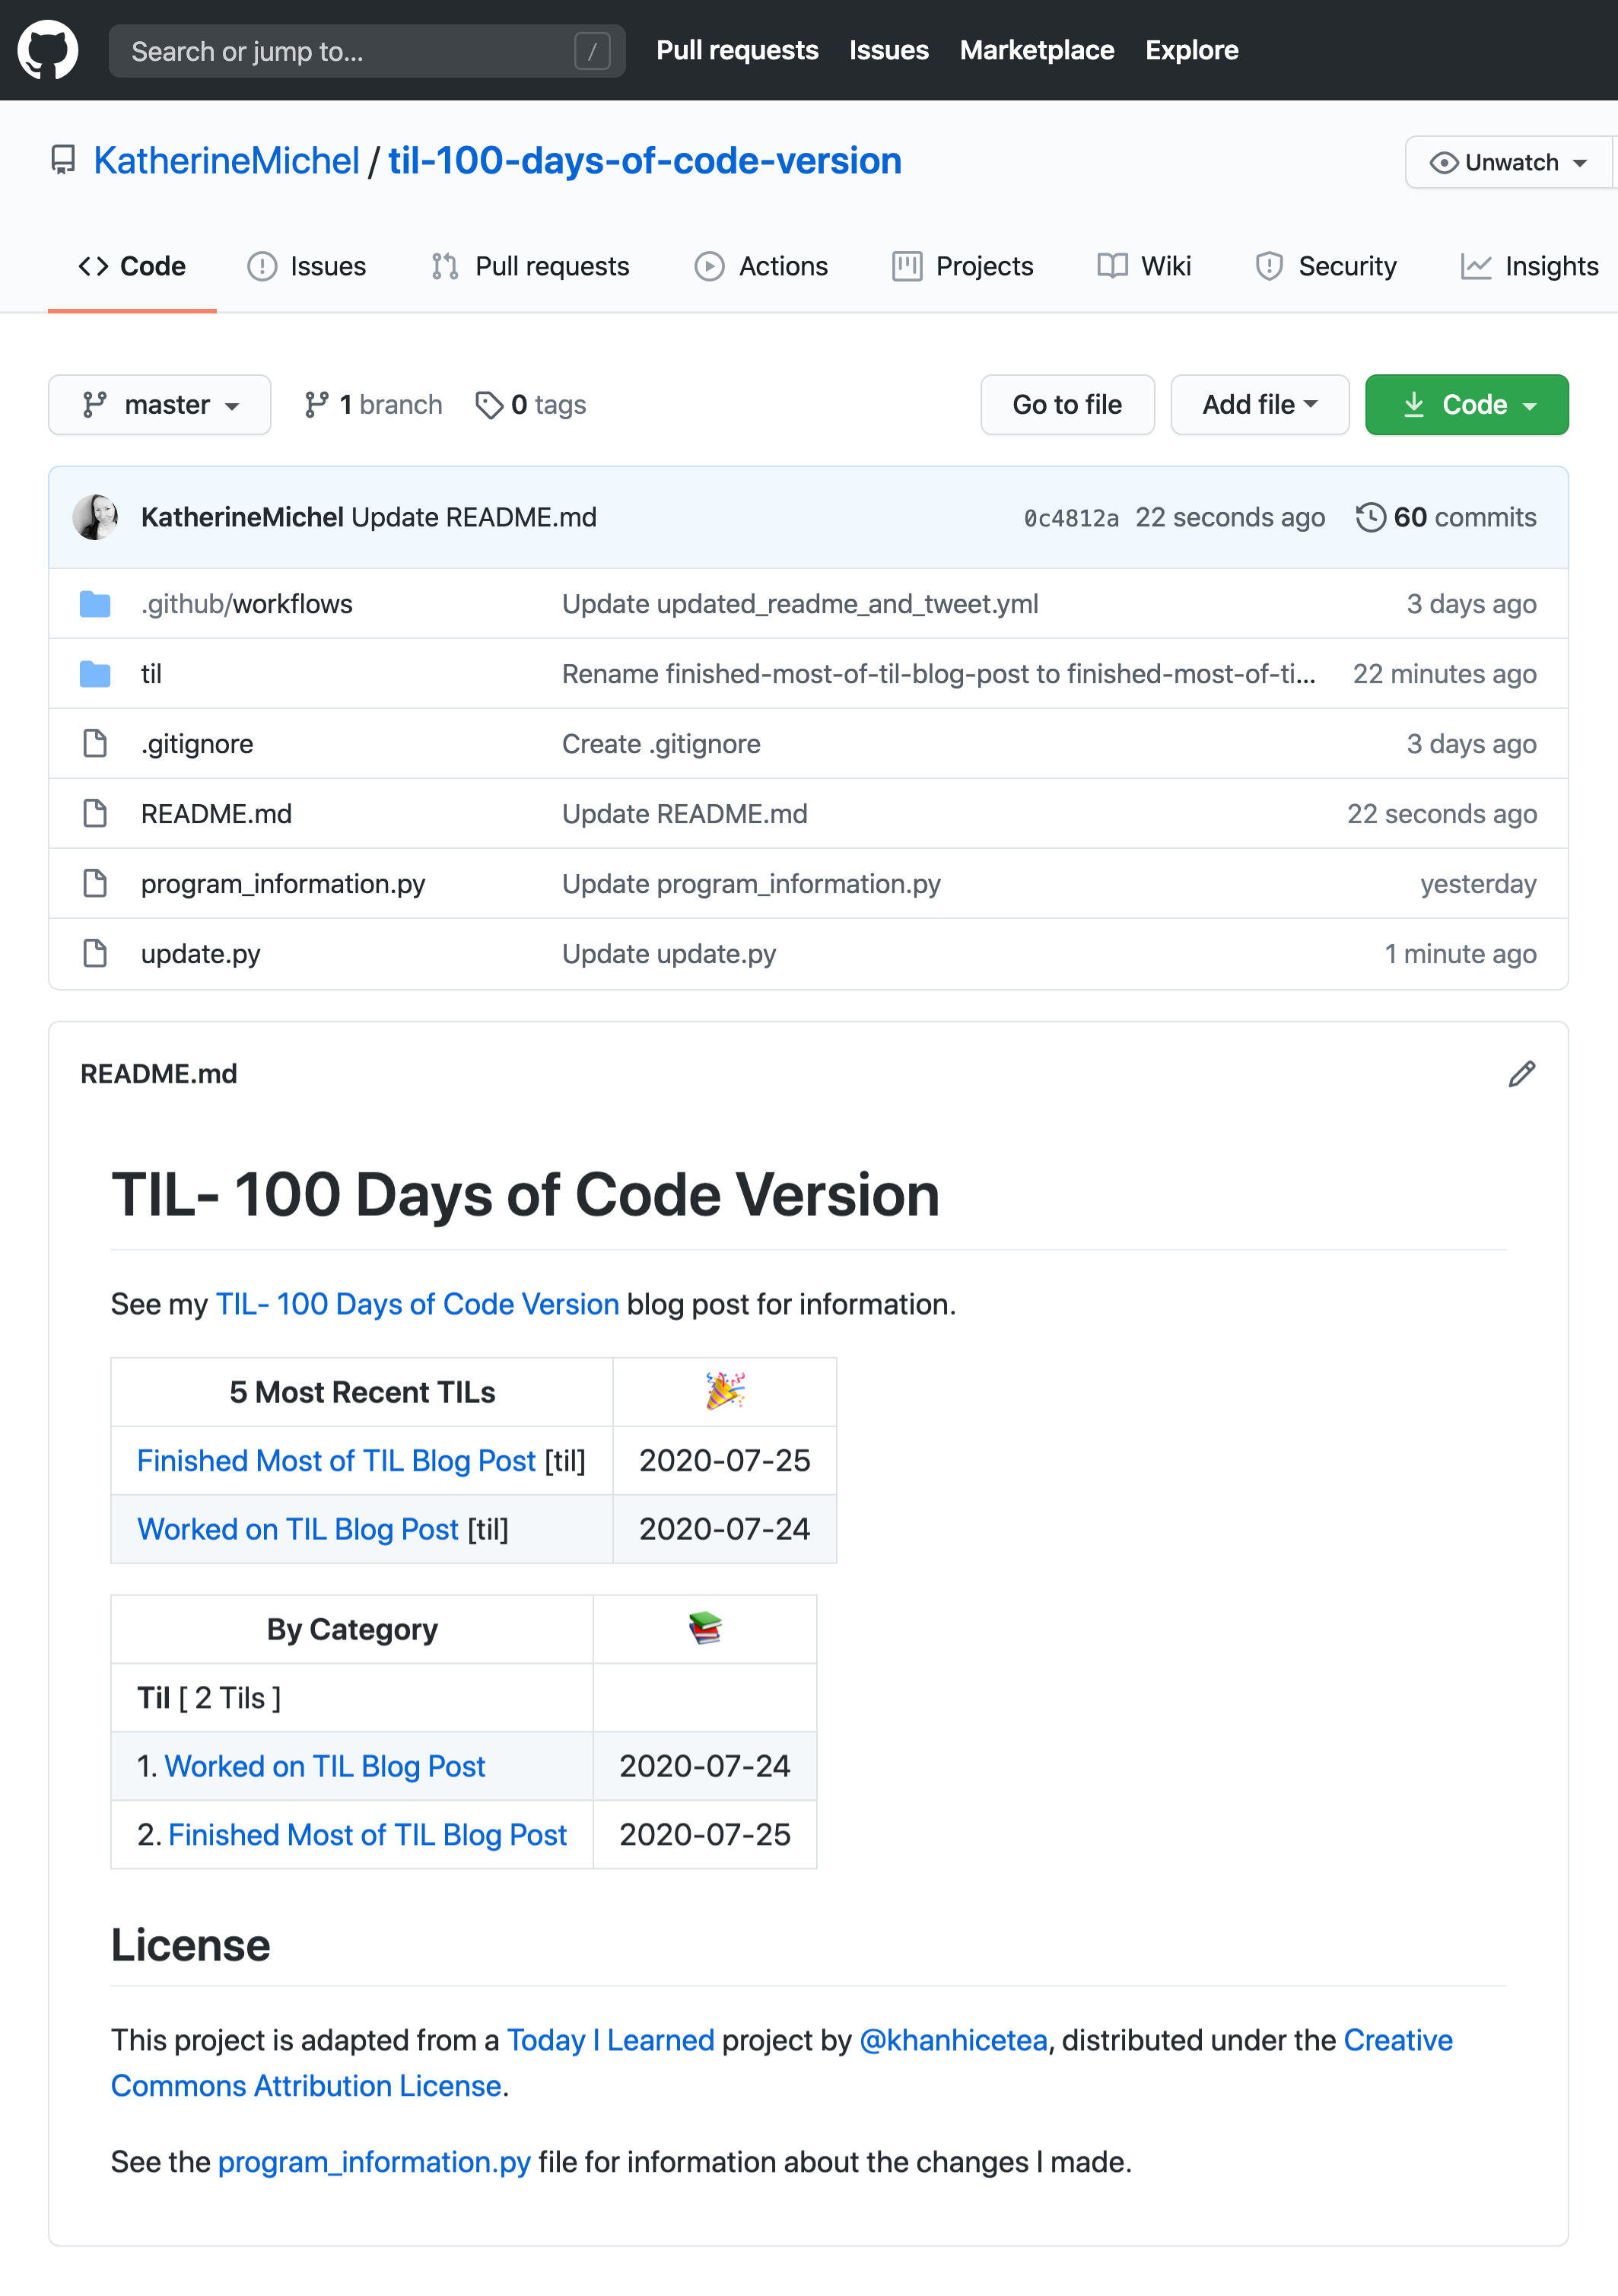 Search or jump to... / Pull requests Issues Marketplace Explore
KatherineMichel / til-100-days-of-code-version Unwatch
Code Issues Pull requests Actions Projects Wiki Security Insights
master 1 branch 0 tags Go to file Add file Code
KatherineMichel Update README.md 0c4812a 22 seconds ago 60 commits
.github/workflows Update updated_readme_and_tweet.yml 3 days ago
til Rename finished-most-of-til-blog-post to finished-most-of-ti... 22 minutes ago
.gitignore Create .gitignore 3 days ago
README.md Update README.md 22 seconds ago
program_information.py Update program_information.py yesterday
update.py Update update.py 1 minute ago
README.md
TIL- 100 Days of Code Version
See my TIL- 100 Days of Code Version blog post for information.
5 Most Recent TILs 🎉
Finished Most of TIL Blog Post [til] 2020-07-25
Worked on TIL Blog Post [til] 2020-07-24
By Category 📚
Til [ 2 Tils ]
1. Worked on TIL Blog Post 2020-07-24
2. Finished Most of TIL Blog Post 2020-07-25
License
This project is adapted from a Today I Learned project by @khanhicetea, distributed under the Creative
Commons Attribution License.
See the program_information.py file for information about the changes I made.